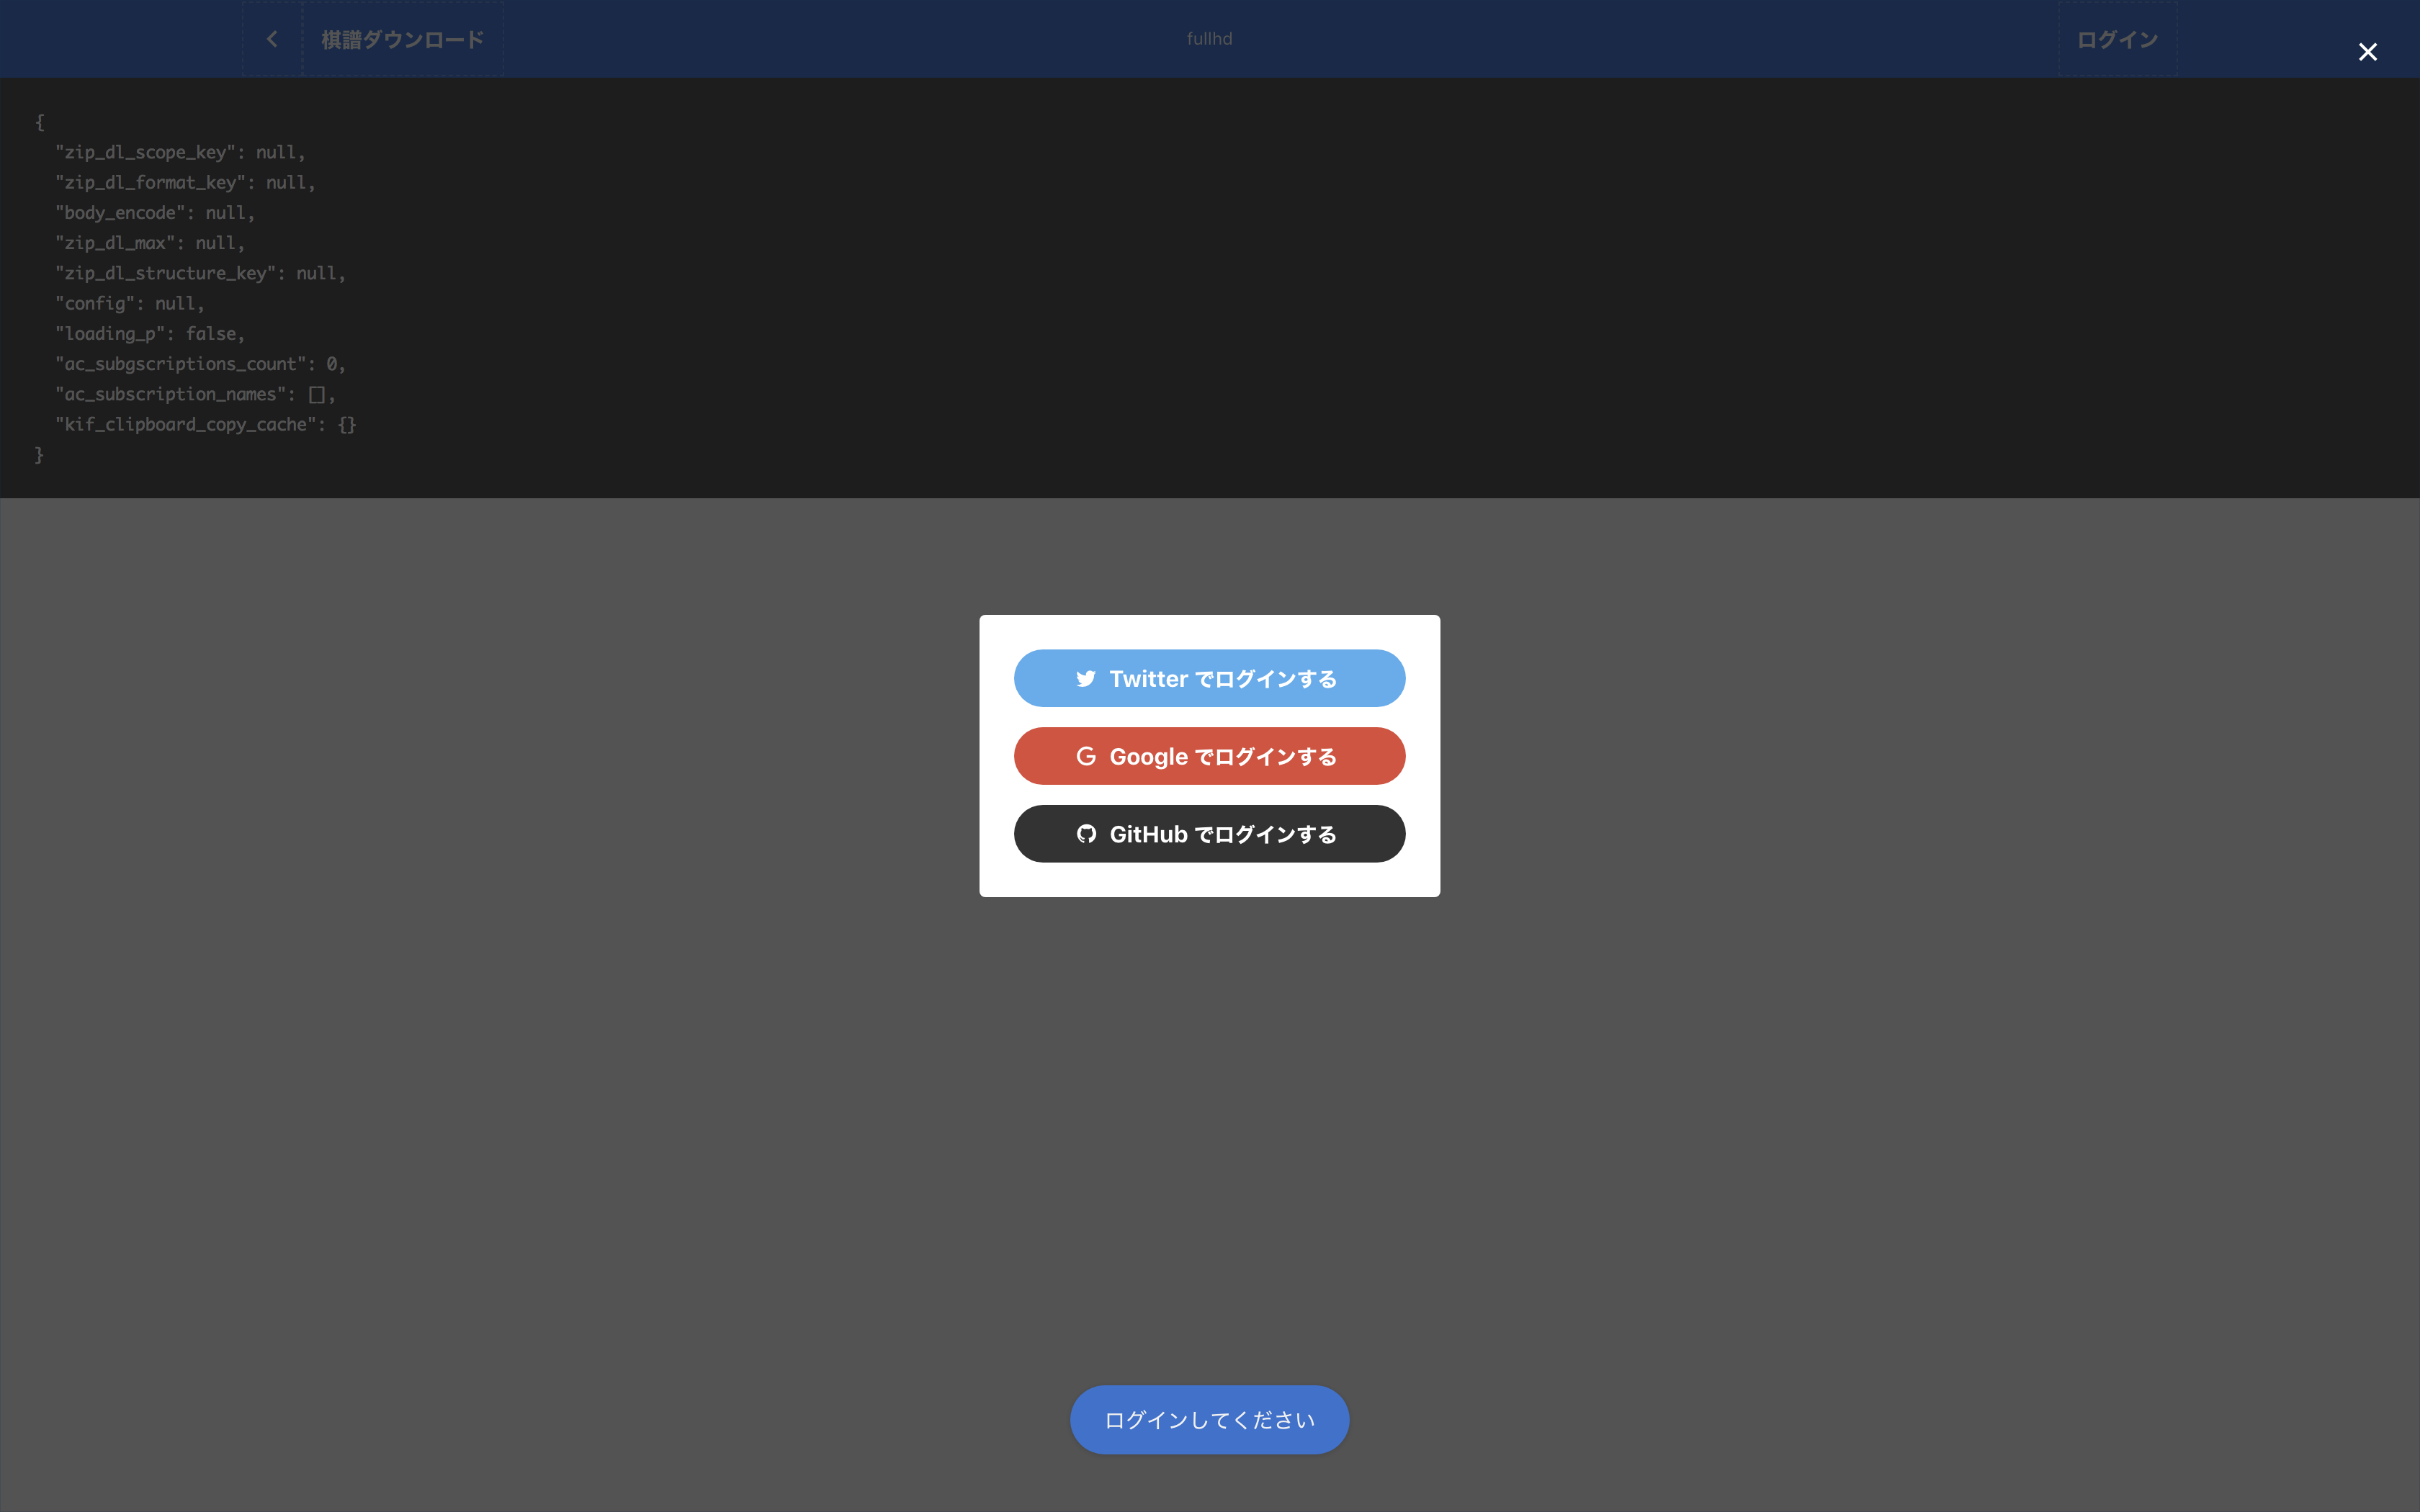 棋譜ダウンロード
fullhd
ログイン
{
"zip_dl_scope_key": null,
"zip_dl_format_key": null,
"body_encode": null,
"zip_dl_max": null,
"zip_dl_structure_key": null,
"config": null,
"loading_p": false,
"ac_subgscriptions_count": 0,
"ac_subscription_names": [],
"kif_clipboard_copy_cache": {}
}
Twitter でログインする
Google でログインする
GitHub でログインする
ログインしてください